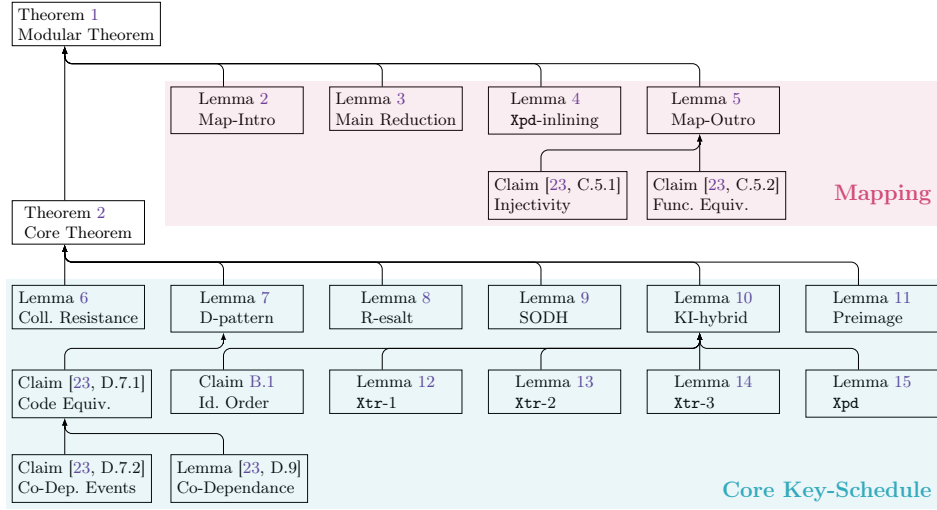 Theorem 1
Modular Theorem
Lemma 2
Map-Intro
Lemma 3
Main Reduction
Lemma 4
Xpd-inlining
Lemma 5
Map-Outro
Claim [23, C.5.1]
Injectivity
Claim [23, C.5.2]
Func. Equiv.
Mapping
Theorem 2
Core Theorem
Lemma 6
Coll. Resistance
Lemma 7
D-pattern
Lemma 8
R-esalt
Lemma 9
SODH
Lemma 10
KI-hybrid
Lemma 11
Preimage
Claim [23, D.7.1]
Code Equiv.
Claim B.1
Id. Order
Lemma 12
Xtr-1
Lemma 13
Xtr-2
Lemma 14
Xtr-3
Lemma 15
Xpd
Claim [23, D.7.2]
Co-Dep. Events
Lemma [23, D.9]
Co-Dependance
Core Key-Schedule